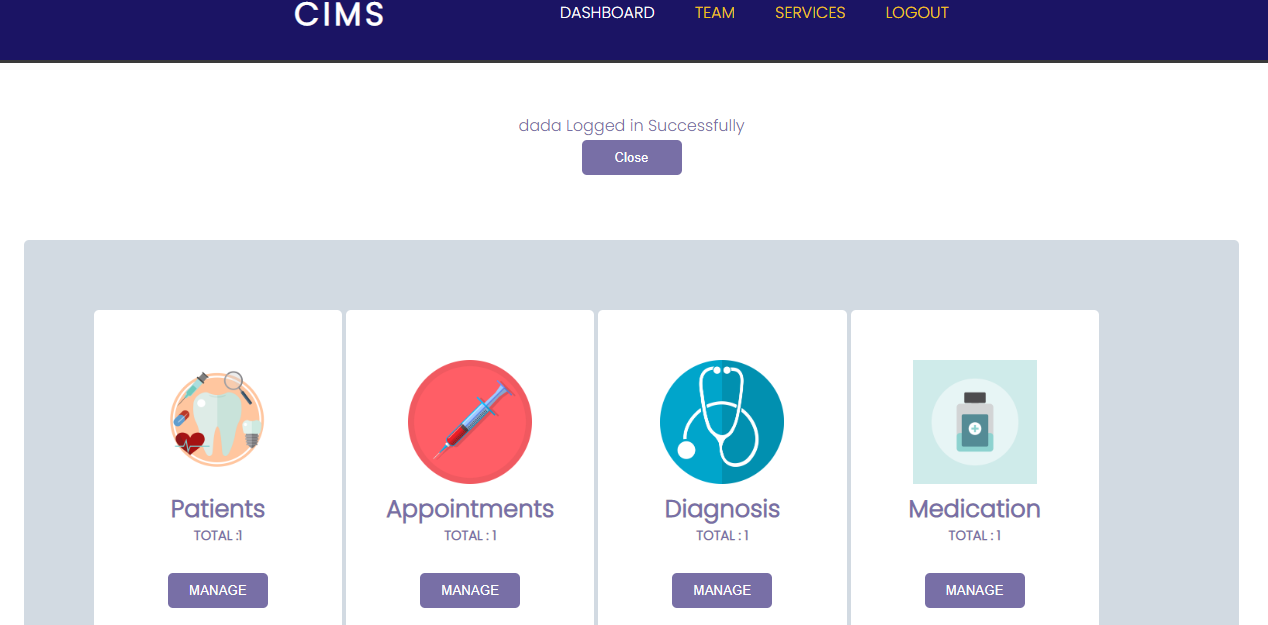 CIMS
DASHBOARD TEAM SERVICES LOGOUT
dada Logged in Successfully
Close
Patients
TOTAL :1
MANAGE
Appointments
TOTAL : 1
MANAGE
Diagnosis
TOTAL : 1
MANAGE
Medication
TOTAL : 1
MANAGE